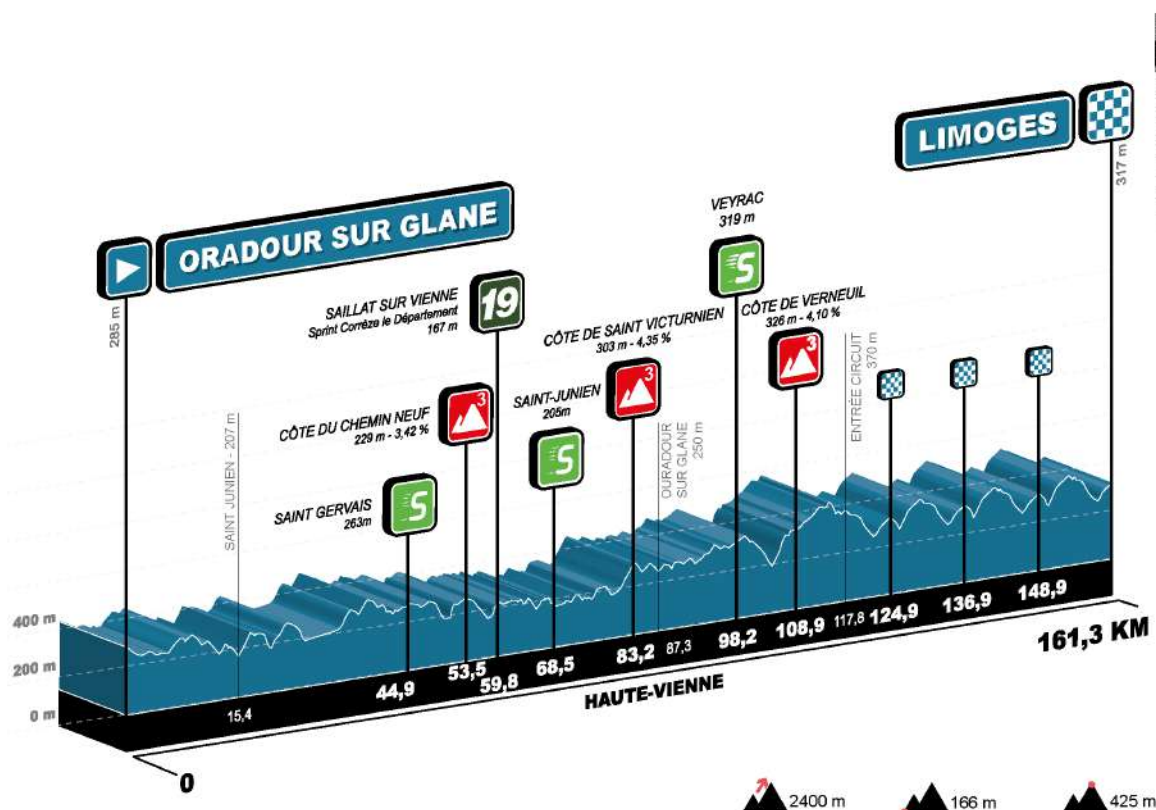 LIMOGES
317 m
ORADOUR SUR GLANE
285 m
VEYRAC
319 m
S
SAILLAT SUR VIENNE
Sprint Corrèze le Département
167 m
19
CÔTE DE SAINT VICTURNIEN
303 m - 4,35 %
3
CÔTE DE VERNEUIL
326 m - 4,10 %
3
ENTRÉE CIRCUIT
370 m
CÔTE DU CHEMIN NEUF
229 m - 3,42 %
3
SAINT-JUNIEN
205m
S
SAINT JUNIEN - 207 m
OURADOUR
SUR GLANE
250 m
SAINT GERVAIS
263m
S
400 m
200 m
0 m
0
15,4
44,9
53,5
59,8
68,5
83,2
87,3
98,2
108,9
117,8
124,9
136,9
148,9
161,3 KM
HAUTE-VIENNE
2400 m
166 m
425 m